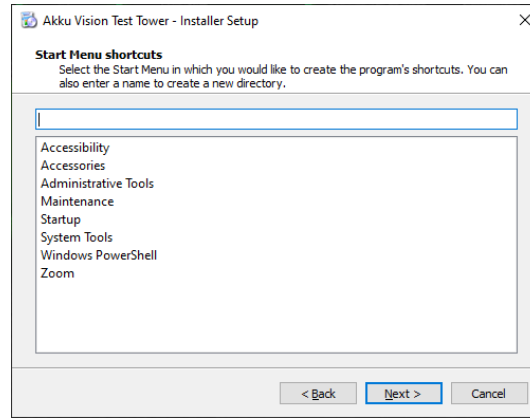 Akku Vision Test Tower - Installer Setup
Start Menu shortcuts
Select the Start Menu in which you would like to create the program's shortcuts. You can
also enter a name to create a new directory.
Accessibility
Accessories
Administrative Tools
Maintenance
Startup
System Tools
Windows PowerShell
Zoom
< Back Next > Cancel